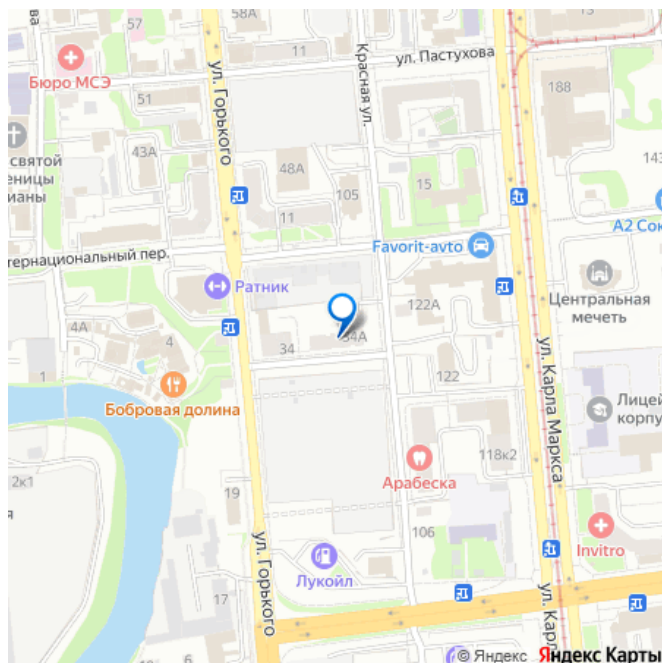 57
58А
11
ул. Пастухова
Бюро МСЭ
51
188
ул. Горького
Красная ул.
43А
48А
святой
еницы
ианы
105
15
143
11
А2 Сок
тернациональный пер.
Favorit-avto
Ратник
122А
Центральная
мечеть
4А
4
34
34А
1
122
ул. Карла Маркса
Бобровая долина
Лицей
корпу
118к2
2к1
Арабеска
19
106
Invitro
ул. Горького
Лукойл
17
ул. Карл
© Яндекс Яндекс Карты